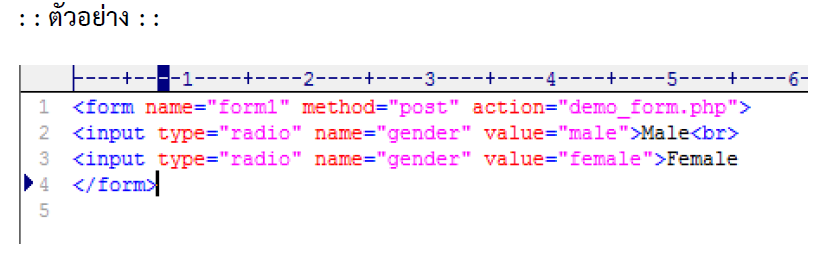 : : ตัวอย่าง : :
├----+----1----+----2----+----3----+----4----+----5----+----6-
1 <form name="form1" method="post" action="demo_form.php">
2 <input type="radio" name="gender" value="male">Male<br>
3 <input type="radio" name="gender" value="female">Female
4 </form>
5